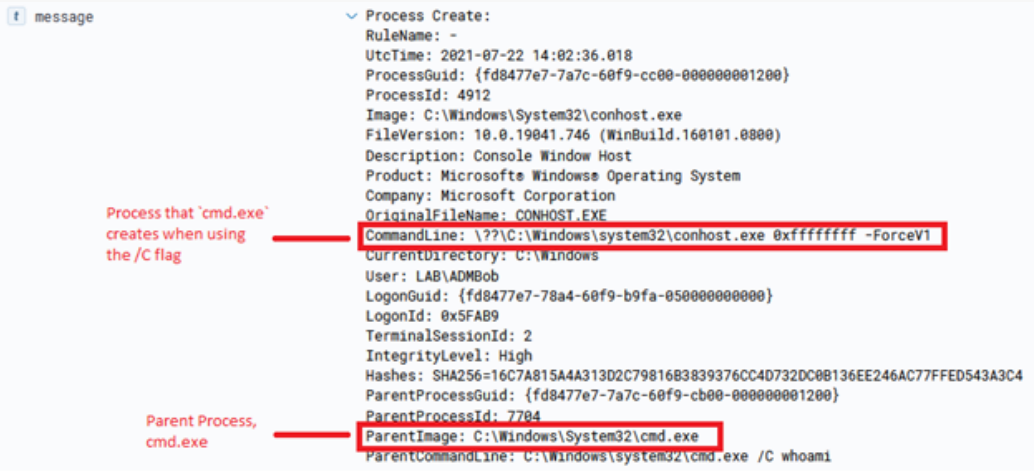 t message
Process Create:
RuleName: -
UtcTime: 2021-07-22 14:02:36.018
ProcessGuid: {fd8477e7-7a7c-60f9-cc00-000000001200}
ProcessId: 4912
Image: C:\Windows\System32\conhost.exe
FileVersion: 10.0.19041.746 (WinBuild.160101.0800)
Description: Console Window Host
Product: Microsoft® Windows® Operating System
Company: Microsoft Corporation
OriginalFileName: CONHOST.EXE
Process that `cmd.exe`
creates when using
the /C flag
CommandLine: \??\C:\Windows\system32\conhost.exe 0xffffffff -ForceV1
CurrentDirectory: C:\Windows
User: LAB\ADMBob
LogonGuid: {fd8477e7-78a4-60f9-b9fa-050000000000}
LogonId: 0x5FAB9
TerminalSessionId: 2
IntegrityLevel: High
Hashes: SHA256=16C7A815A4A313D2C79816B3839376CC4D732DC0B136EE246AC77FFED543A3C4
ParentProcessGuid: {fd8477e7-7a7c-60f9-cb00-000000001200}
ParentProcessId: 7704
Parent Process,
cmd.exe
ParentImage: C:\Windows\System32\cmd.exe
ParentCommandLine: C:\Windows\system32\cmd.exe /C whoami